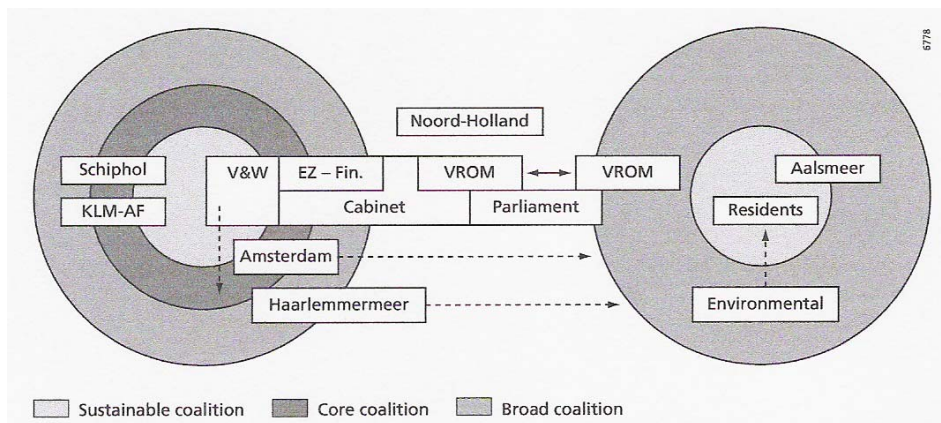 6778
Noord-Holland
Schiphol
V&W
EZ – Fin.
VROM
VROM
Aalsmeer
KLM-AF
Cabinet
Parliament
Residents
Amsterdam
Haarlemmermeer
Environmental
Sustainable coalition
Core coalition
Broad coalition